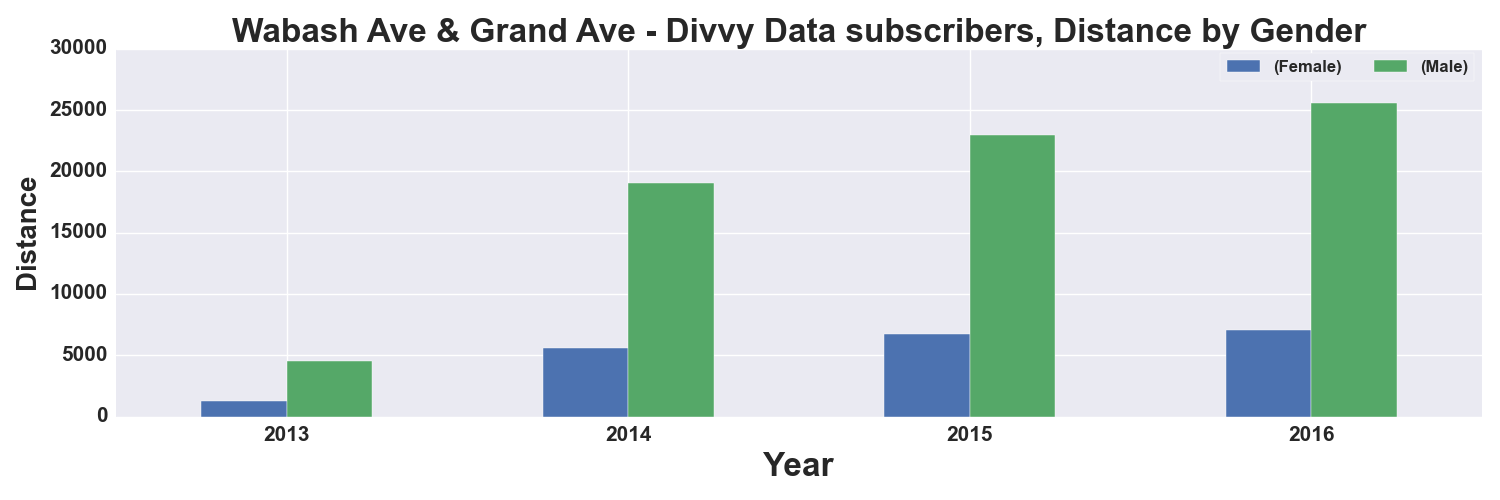 Wabash Ave & Grand Ave - Divvy Data subscribers, Distance by Gender
(Female) (Male)
30000
25000
20000
15000
10000
5000
0
Distance
2013 2014 2015 2016
Year